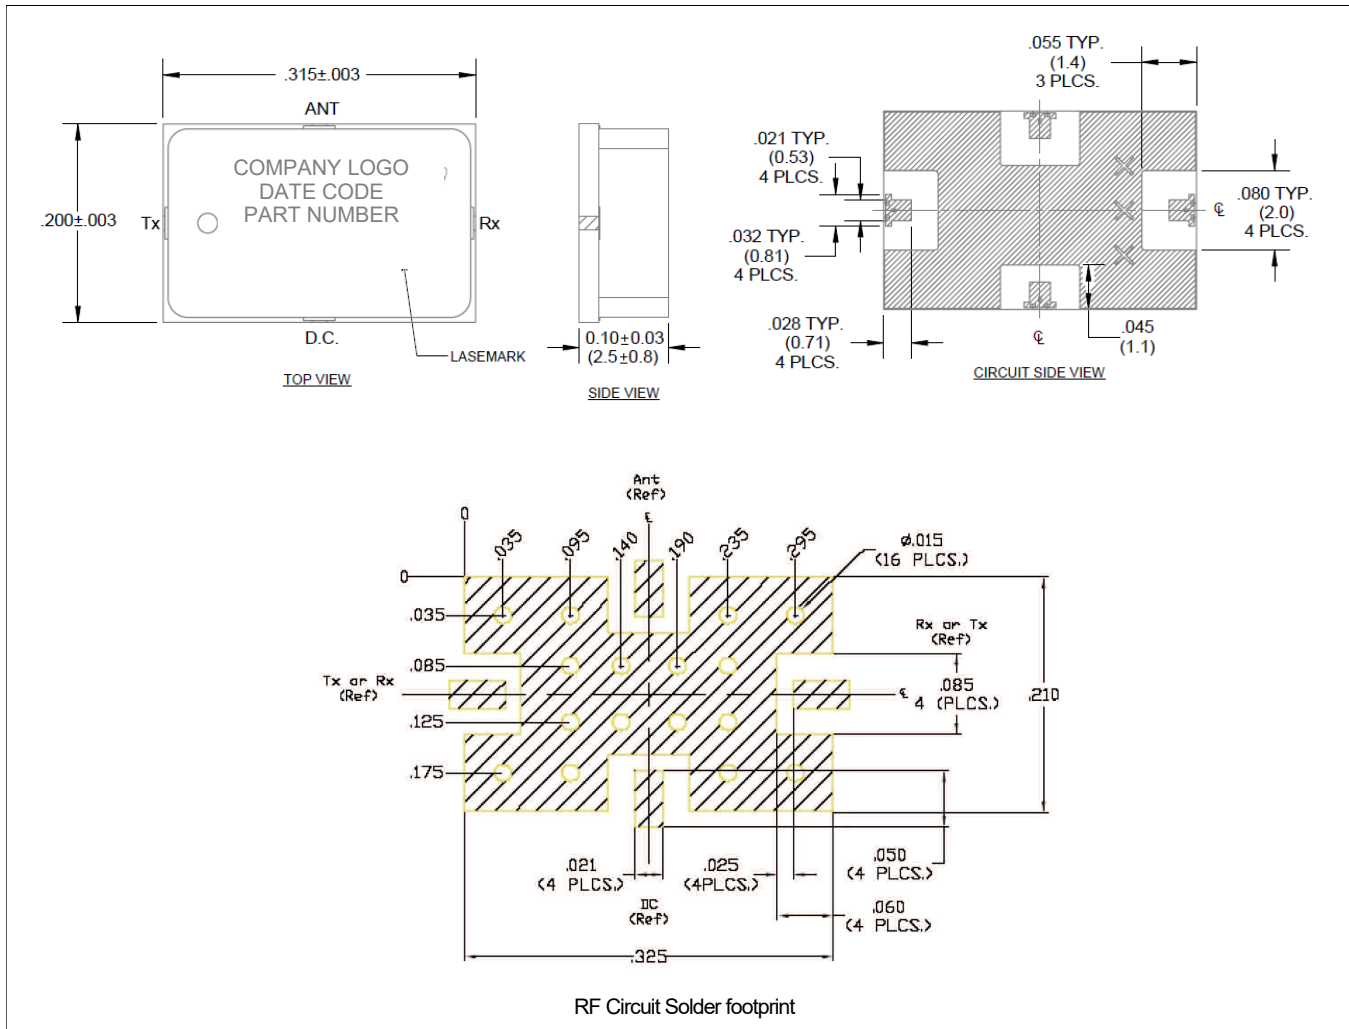 .315±.003
ANT
COMPANY LOGO
DATE CODE
PART NUMBER
.200±.003
Tx
Rx
D.C.
LASEMARK
TOP VIEW
0.10±0.03
(2.5±0.8)
SIDE VIEW
.055 TYP.
(1.4)
3 PLCS.
.021 TYP.
(0.53)
4 PLCS.
.032 TYP.
(0.81)
4 PLCS.
.028 TYP.
(0.71)
4 PLCS.
.080 TYP.
(2.0)
4 PLCS.
℄
℄
.045
(1.1)
CIRCUIT SIDE VIEW
Ant
(Ref)
℄
0
.035
.095
.140
.190
.235
.295
ø.015
(16 PLCS.)
0
.035
.085
.125
.175
Tx or Rx
(Ref)
Rx or Tx
(Ref)
℄
.085
4 (PLCS.)
.210
.021
(4 PLCS.)
.025
(4PLCS.)
.050
(4 PLCS.)
.060
(4 PLCS.)
DC
(Ref)
.325
RF Circuit Solder footprint